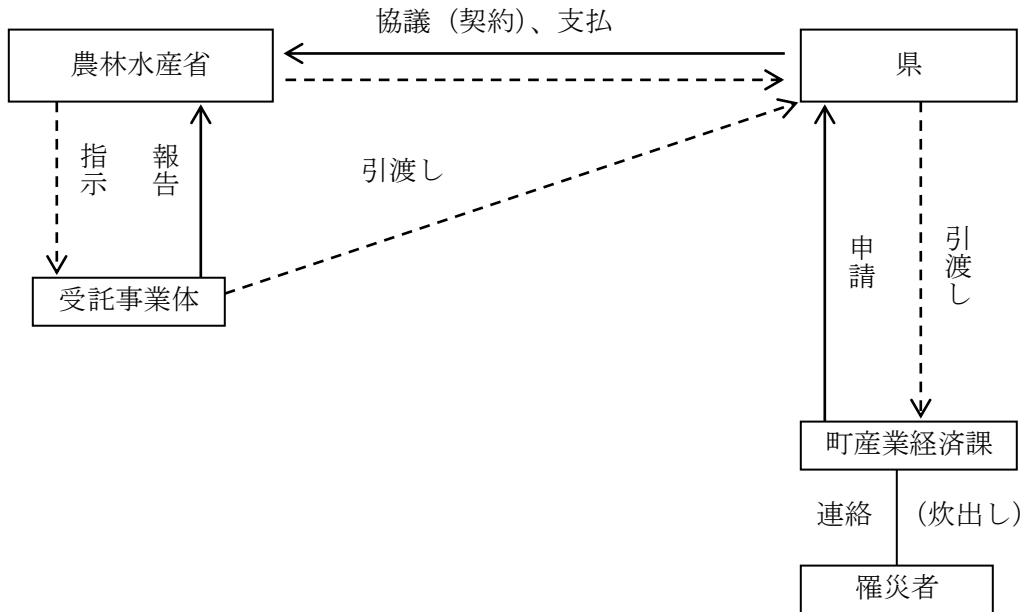 協議（契約）、支払
農林水産省
県
指示
報告
引渡し
申請
引渡し
受託事業体
町産業経済課
連絡
（炊出し）
罹災者